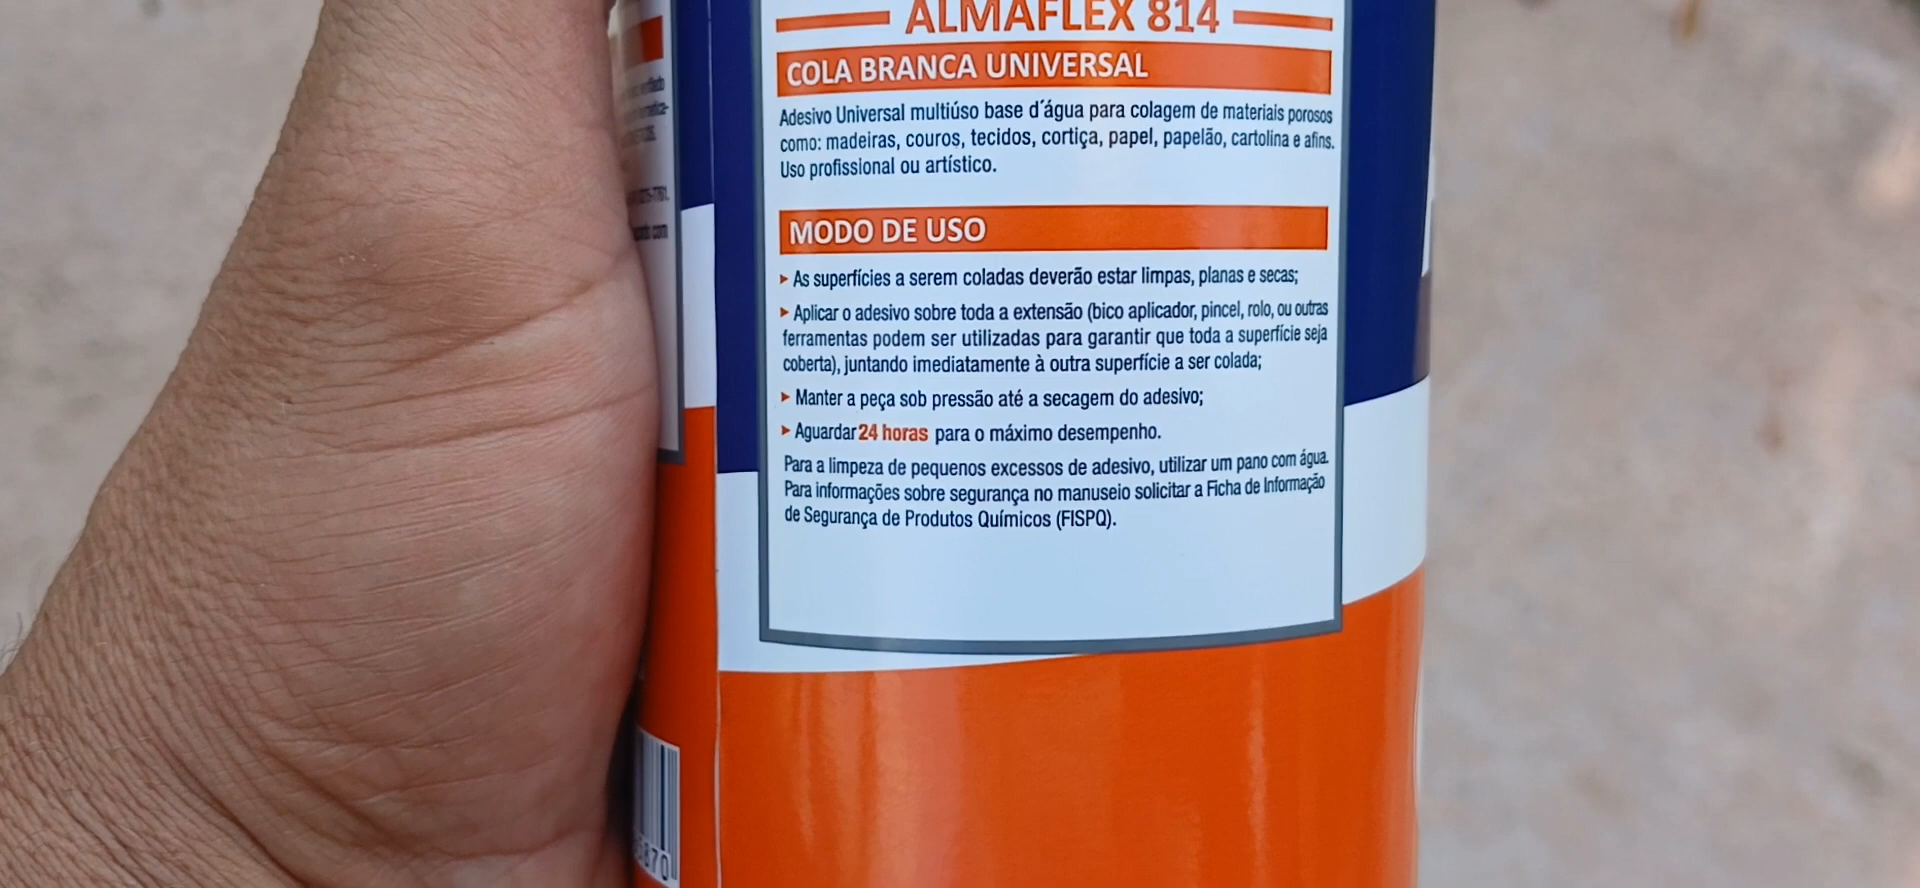 ALMAFLEX 814
COLA BRANCA UNIVERSAL
Adesivo Universal multiúso base d´água para colagem de materiais porosos
como: madeiras, couros, tecidos, cortiça, papel, papelão, cartolina e afins.
Uso profissional ou artístico.
MODO DE USO
▸ As superfícies a serem coladas deverão estar limpas, planas e secas;
▸ Aplicar o adesivo sobre toda a extensão (bico aplicador, pincel, rolo, ou outras
ferramentas podem ser utilizadas para garantir que toda a superfície seja
coberta), juntando imediatamente à outra superfície a ser colada;
▸ Manter a peça sob pressão até a secagem do adesivo;
▸ Aguardar 24 horas para o máximo desempenho.
Para a limpeza de pequenos excessos de adesivo, utilizar um pano com água.
Para informações sobre segurança no manuseio solicitar a Ficha de Informação
de Segurança de Produtos Químicos (FISPQ).